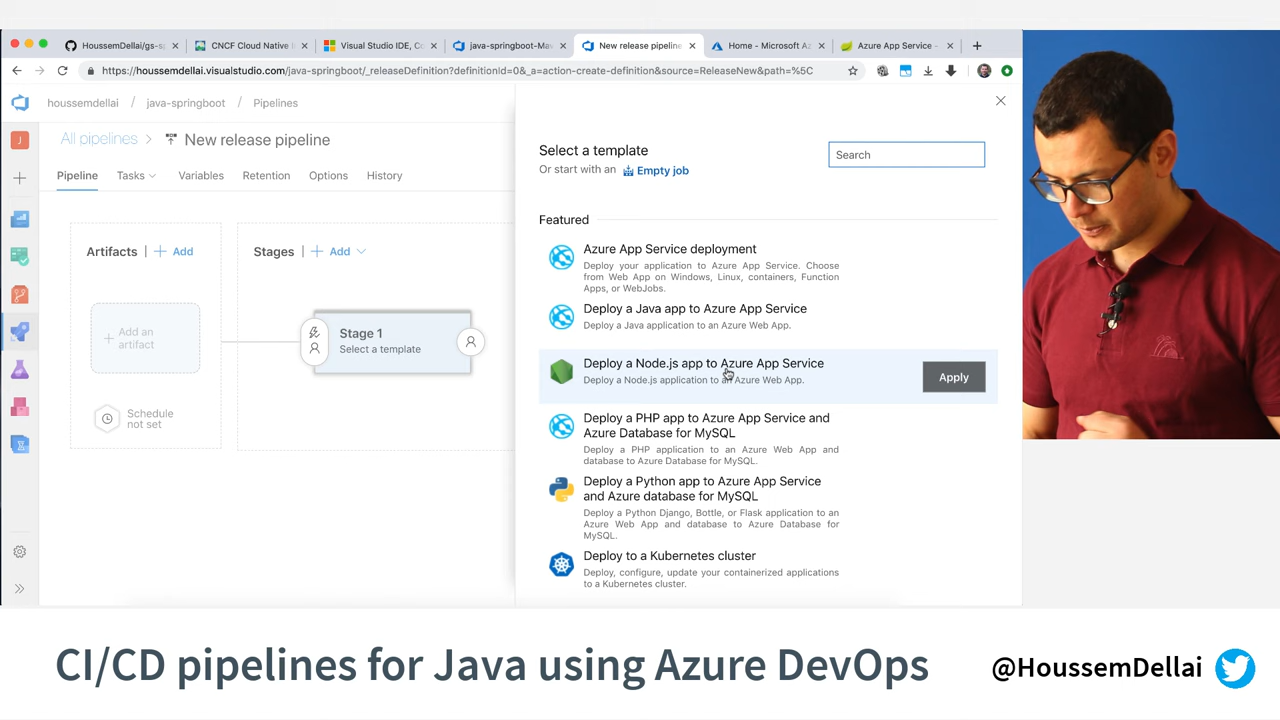 HoussemDellai/gs-s
CNCF Cloud Native I
Visual Studio IDE, Co
java-springboot-Ma
New release pipeline
Home - Microsoft Az
Azure App Service -
https://houssemdellai.visualstudio.com/java-springboot/_releaseDefinition?definitionId=0&_a=action-create-definition&source=ReleaseNew&path=%5C
houssemdellai / java-springboot / Pipelines
J
All pipelines > New release pipeline
Pipeline Tasks Variables Retention Options History
Artifacts | + Add
Stages | + Add
+ Add an
artifact
Stage 1
Select a template
Schedule
not set
Select a template
Or start with an Empty job
Search
Featured
Azure App Service deployment
Deploy your application to Azure App Service. Choose
from Web App on Windows, Linux, containers, Function
Apps, or WebJobs.
Deploy a Java app to Azure App Service
Deploy a Java application to an Azure Web App.
Deploy a Node.js app to Azure App Service
Deploy a Node.js application to an Azure Web App.
Apply
Deploy a PHP app to Azure App Service and
Azure Database for MySQL
Deploy a PHP application to an Azure Web App and
database to Azure Database for MySQL.
Deploy a Python app to Azure App Service
and Azure database for MySQL
Deploy a Python Django, Bottle, or Flask application to an
Azure Web App and database to Azure Database for
MySQL.
Deploy to a Kubernetes cluster
Deploy, configure, update your containerized applications
to a Kubernetes cluster.
CI/CD pipelines for Java using Azure DevOps
@HoussemDellai